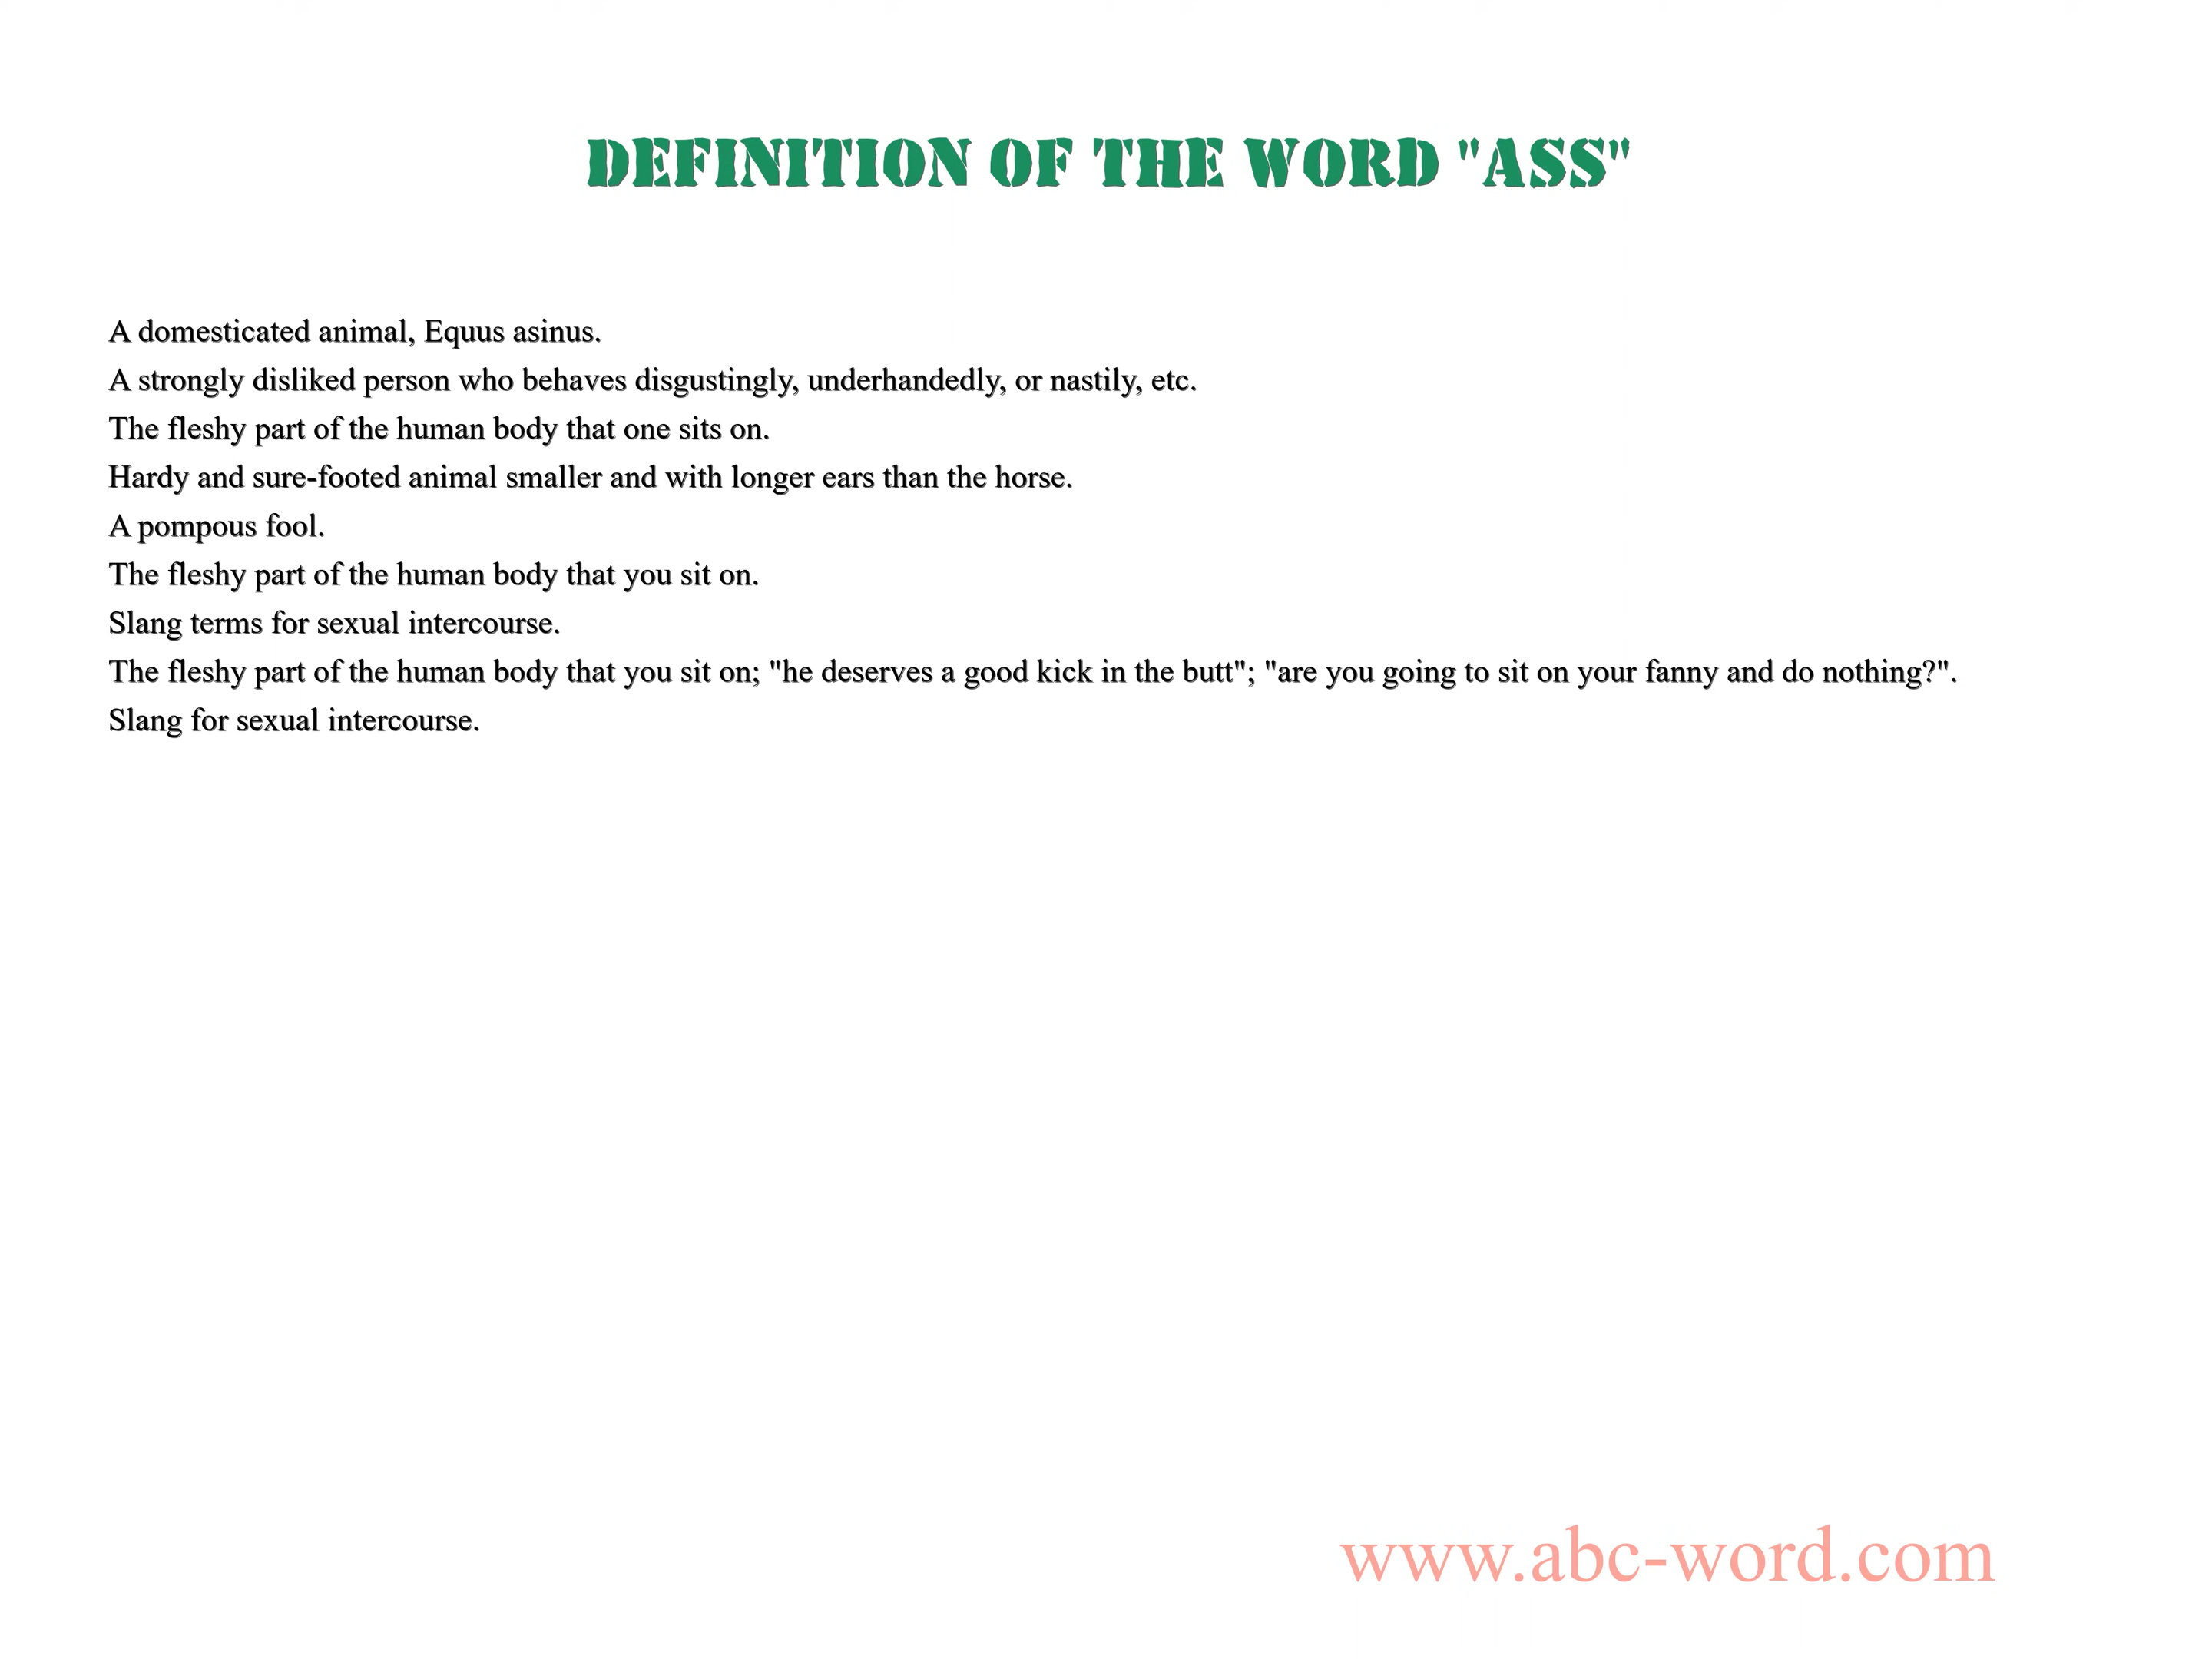 DEFINITION OF THE WORD "ASS"
A domesticated animal, Equus asinus.
A strongly disliked person who behaves disgustingly, underhandedly, or nastily, etc.
The fleshy part of the human body that one sits on.
Hardy and sure-footed animal smaller and with longer ears than the horse.
A pompous fool.
The fleshy part of the human body that you sit on.
Slang terms for sexual intercourse.
The fleshy part of the human body that you sit on; "he deserves a good kick in the butt"; "are you going to sit on your fanny and do nothing?".
Slang for sexual intercourse.
www.abc-word.com